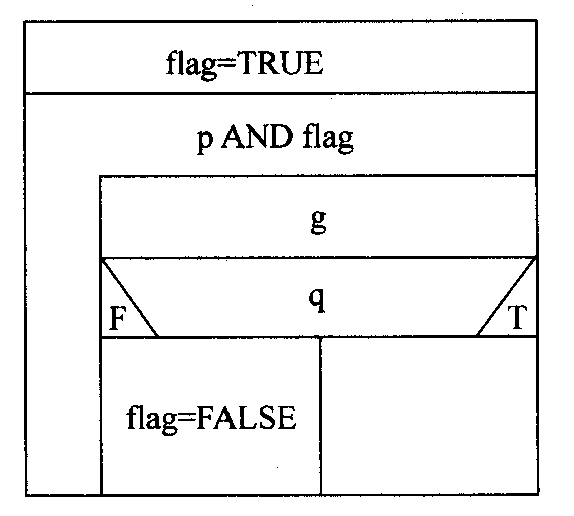 flag=TRUE
p AND flag
g
F q T
flag=FALSE